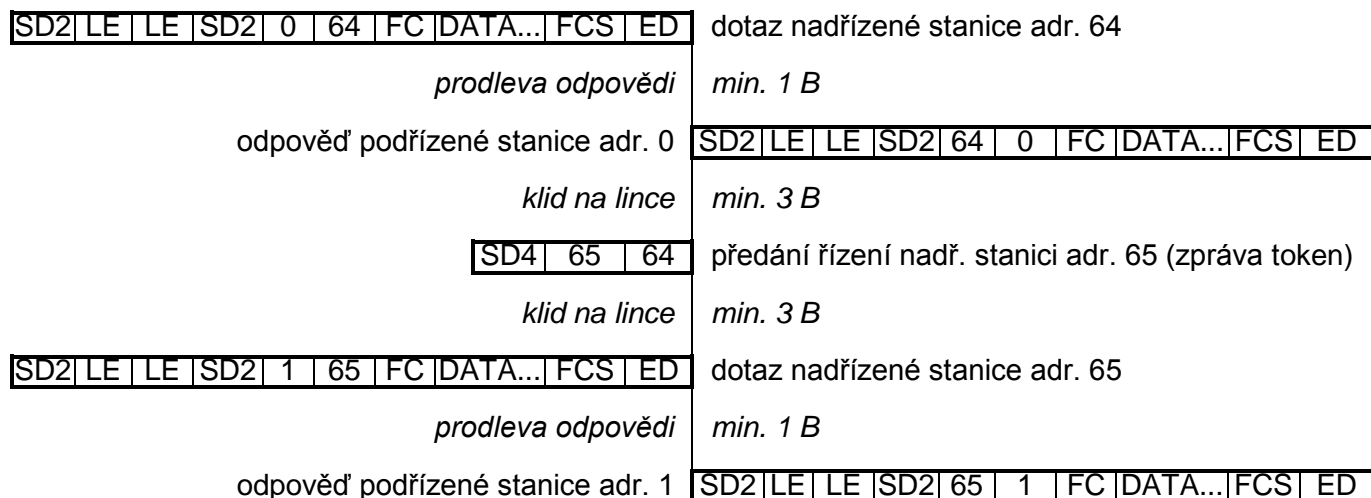 SD2 LE LE SD2 0 64 FC DATA... FCS ED dotaz nadřízené stanice adr. 64
prodleva odpovědi min. 1 B
odpověď podřízené stanice adr. 0 SD2 LE LE SD2 64 0 FC DATA... FCS ED
klid na lince min. 3 B
SD4 65 64 předání řízení nadř. stanici adr. 65 (zpráva token)
klid na lince min. 3 B
SD2 LE LE SD2 1 65 FC DATA... FCS ED dotaz nadřízené stanice adr. 65
prodleva odpovědi min. 1 B
odpověď podřízené stanice adr. 1 SD2 LE LE SD2 65 1 FC DATA... FCS ED